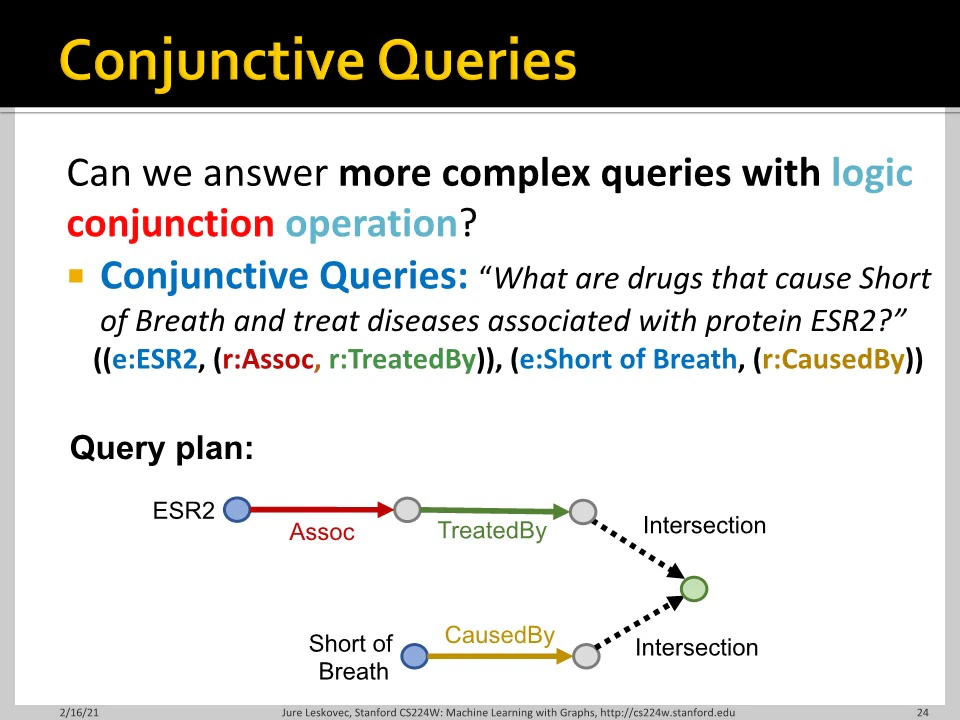 Conjunctive Queries
Can we answer more complex queries with logic
conjunction operation?
Conjunctive Queries: “What are drugs that cause Short
of Breath and treat diseases associated with protein ESR2?”
((e:ESR2, (r:Assoc, r:TreatedBy)), (e:Short of Breath, (r:CausedBy))
Query plan:
ESR2
Assoc
TreatedBy
Intersection
Short of
Breath
CausedBy
Intersection
2/16/21
Jure Leskovec, Stanford CS224W: Machine Learning with Graphs, http://cs224w.stanford.edu
24